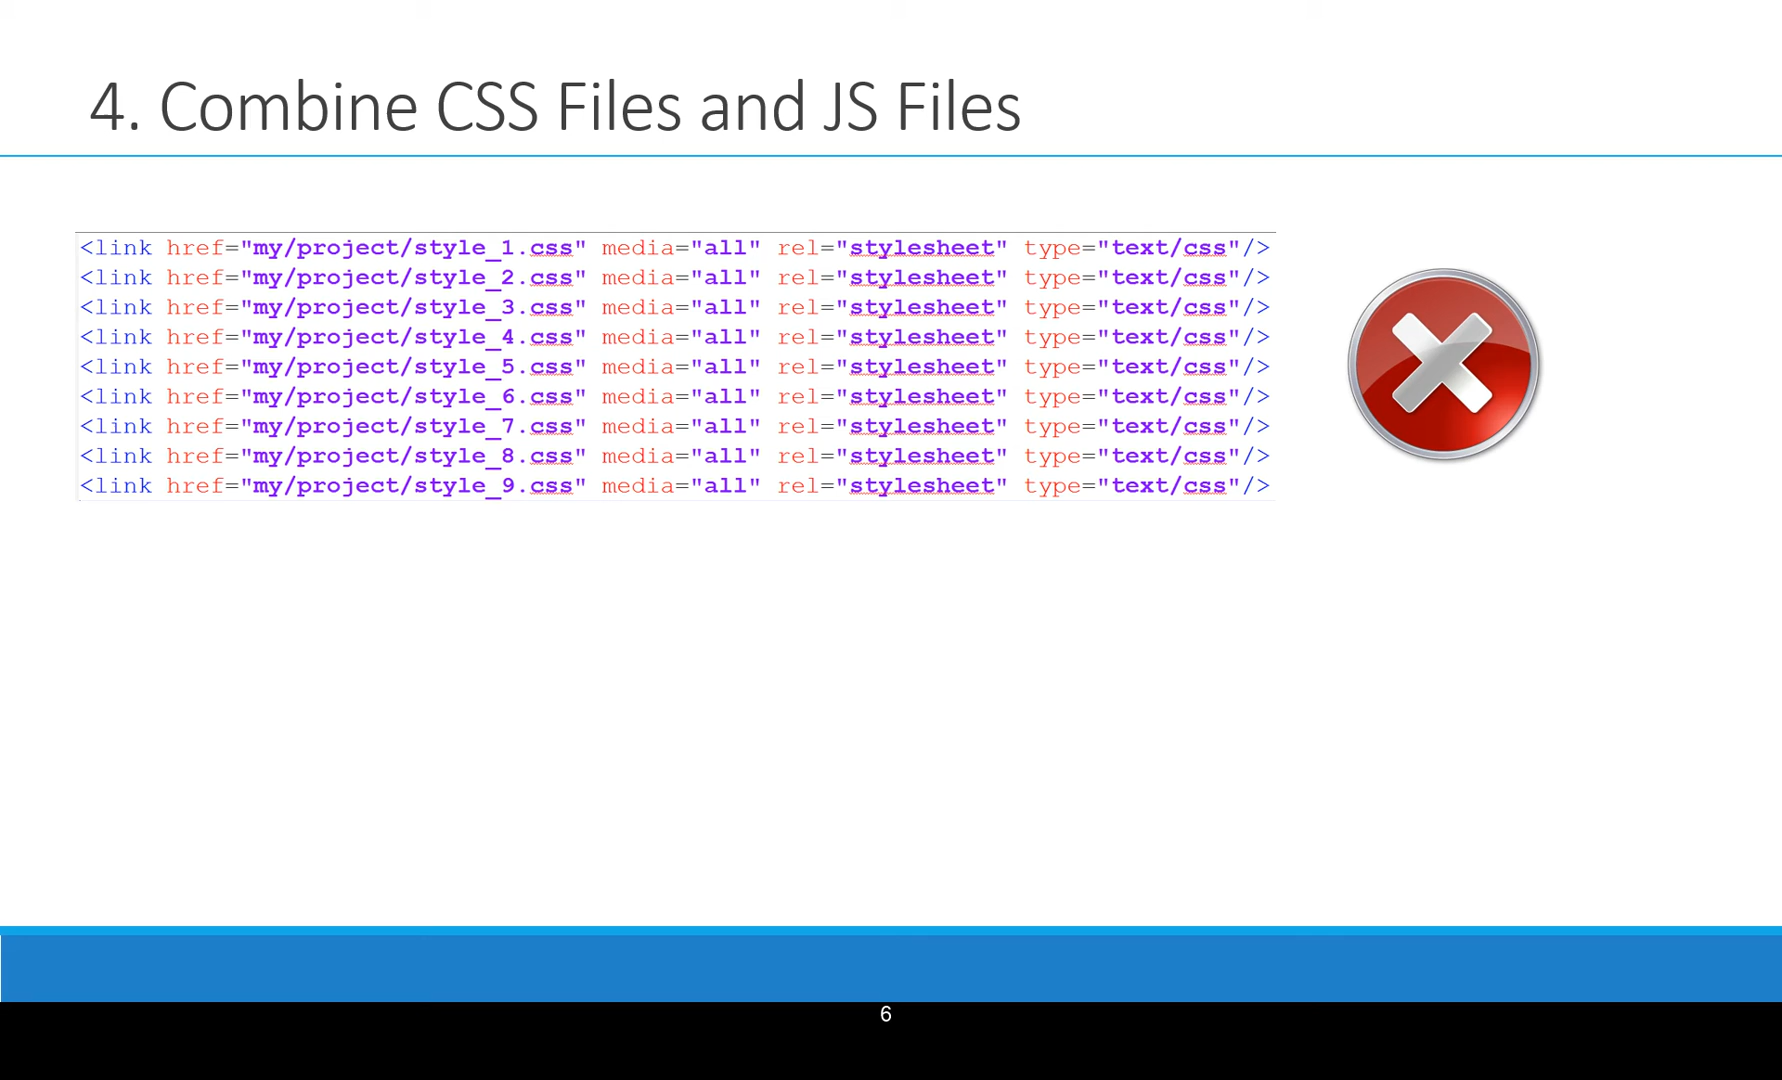 4. Combine CSS Files and JS Files
<link href="my/project/style_1.css" media="all" rel="stylesheet" type="text/css"/>
<link href="my/project/style_2.css" media="all" rel="stylesheet" type="text/css"/>
<link href="my/project/style_3.css" media="all" rel="stylesheet" type="text/css"/>
<link href="my/project/style_4.css" media="all" rel="stylesheet" type="text/css"/>
<link href="my/project/style_5.css" media="all" rel="stylesheet" type="text/css"/>
<link href="my/project/style_6.css" media="all" rel="stylesheet" type="text/css"/>
<link href="my/project/style_7.css" media="all" rel="stylesheet" type="text/css"/>
<link href="my/project/style_8.css" media="all" rel="stylesheet" type="text/css"/>
<link href="my/project/style_9.css" media="all" rel="stylesheet" type="text/css"/>
6